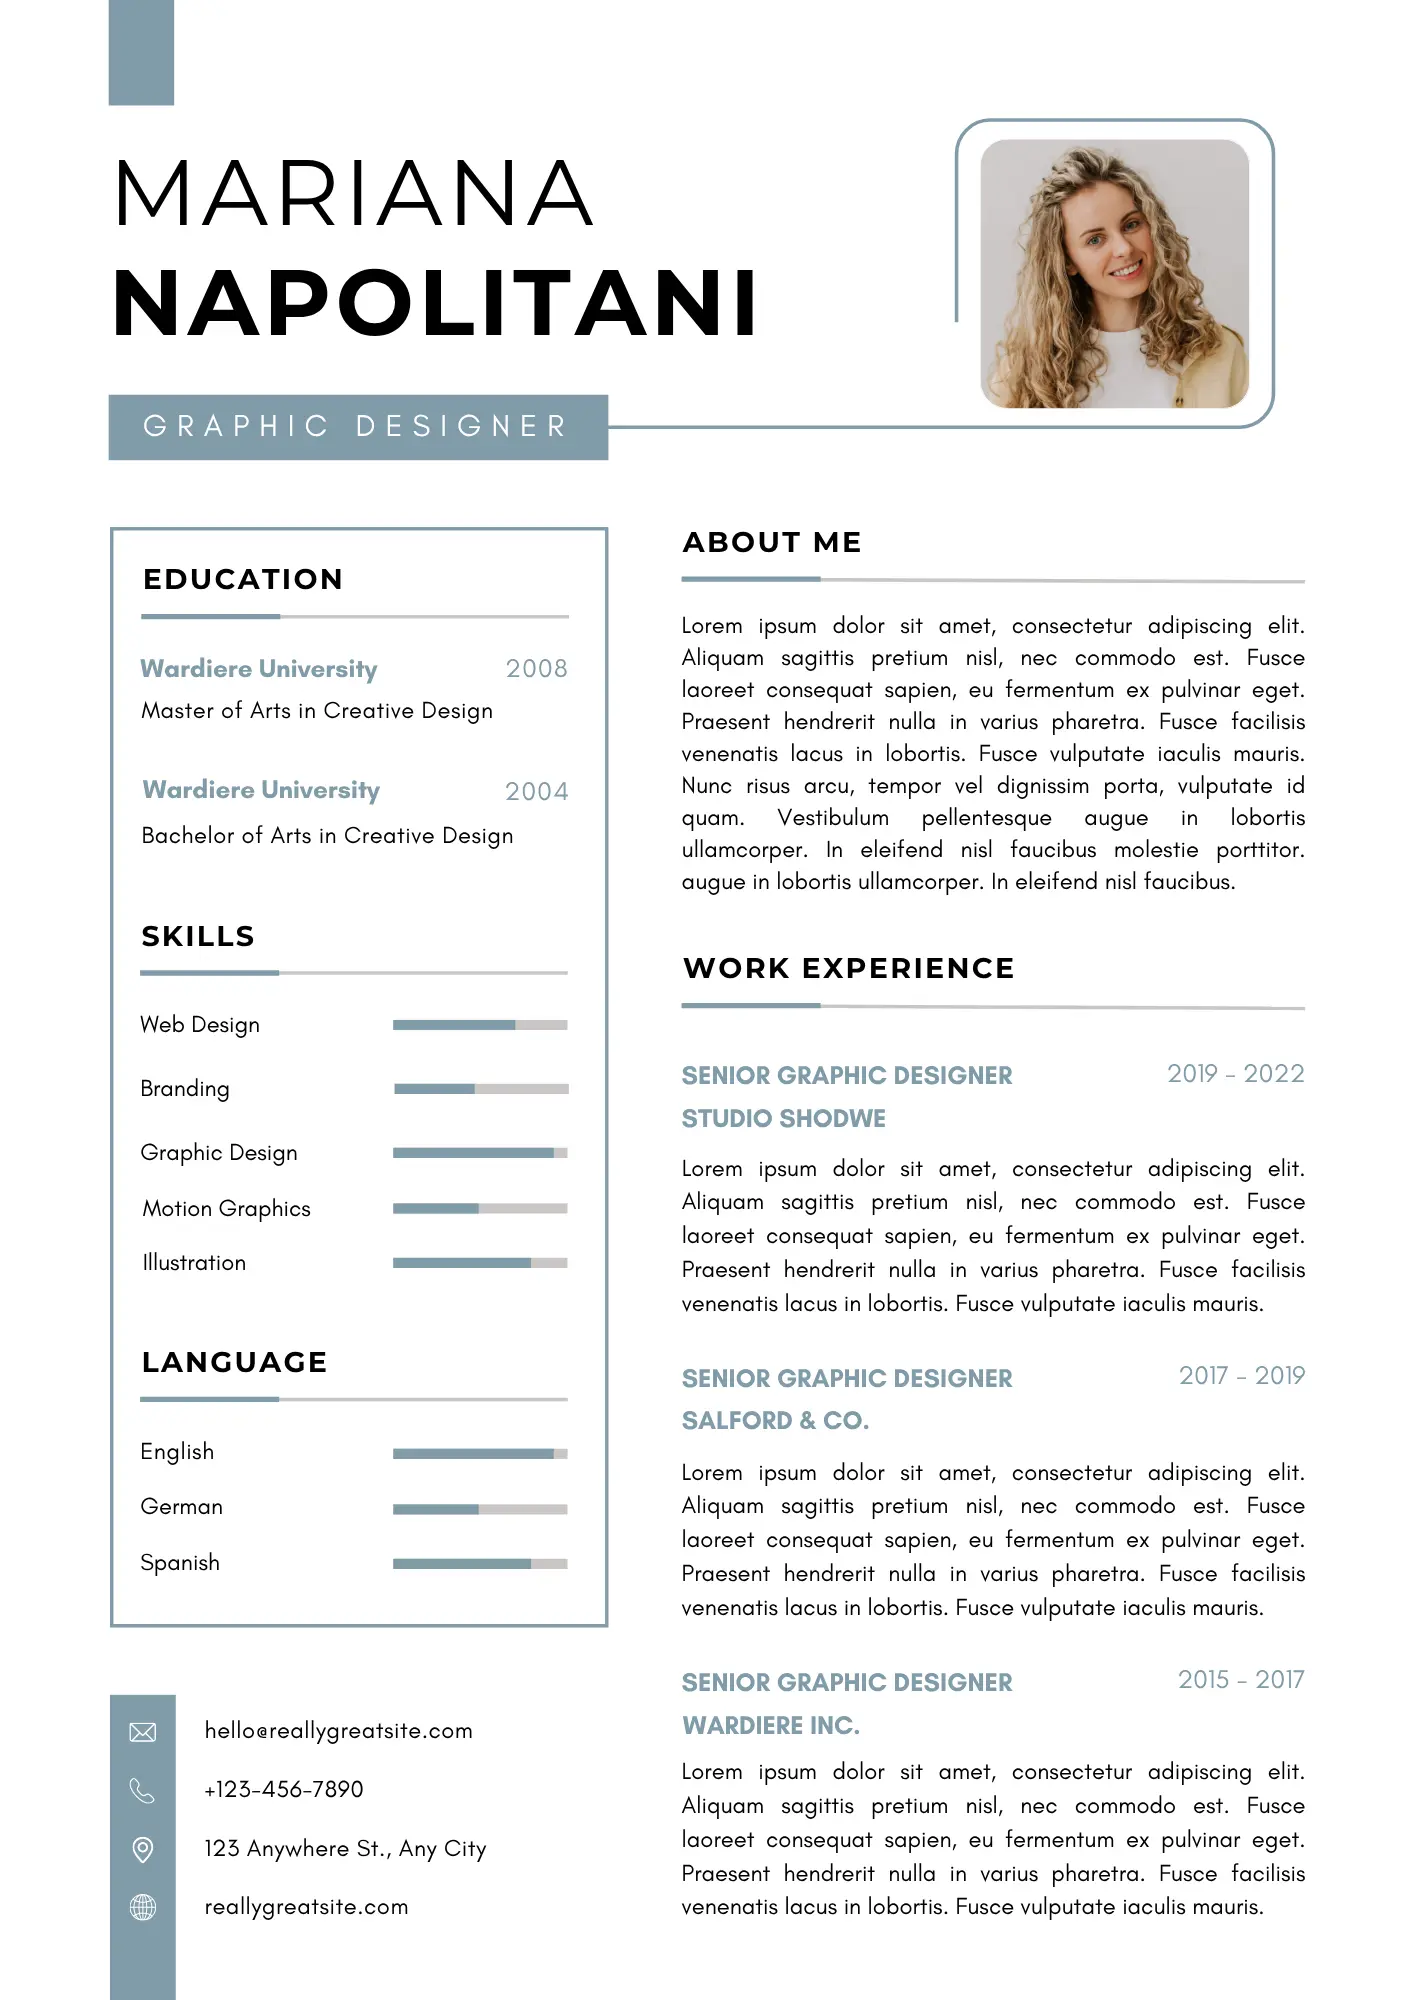 MARIANA
NAPOLITANI
GRAPHIC DESIGNER
EDUCATION
Wardiere University 2008
Master of Arts in Creative Design
Wardiere University 2004
Bachelor of Arts in Creative Design
SKILLS
Web Design
Branding
Graphic Design
Motion Graphics
Illustration
LANGUAGE
English
German
Spanish
hello@reallygreatsite.com
+123-456-7890
123 Anywhere St., Any City
reallygreatsite.com
ABOUT ME
Lorem ipsum dolor sit amet, consectetur adipiscing elit.
Aliquam sagittis pretium nisl, nec commodo est. Fusce
laoreet consequat sapien, eu fermentum ex pulvinar eget.
Praesent hendrerit nulla in varius pharetra. Fusce facilisis
venenatis lacus in lobortis. Fusce vulputate iaculis mauris.
Nunc risus arcu, tempor vel dignissim porta, vulputate id
quam. Vestibulum pellentesque augue in lobortis
ullamcorper. In eleifend nisl faucibus molestie porttitor.
augue in lobortis ullamcorper. In eleifend nisl faucibus.
WORK EXPERIENCE
SENIOR GRAPHIC DESIGNER 2019 - 2022
STUDIO SHODWE
Lorem ipsum dolor sit amet, consectetur adipiscing elit.
Aliquam sagittis pretium nisl, nec commodo est. Fusce
laoreet consequat sapien, eu fermentum ex pulvinar eget.
Praesent hendrerit nulla in varius pharetra. Fusce facilisis
venenatis lacus in lobortis. Fusce vulputate iaculis mauris.
SENIOR GRAPHIC DESIGNER 2017 - 2019
SALFORD & CO.
Lorem ipsum dolor sit amet, consectetur adipiscing elit.
Aliquam sagittis pretium nisl, nec commodo est. Fusce
laoreet consequat sapien, eu fermentum ex pulvinar eget.
Praesent hendrerit nulla in varius pharetra. Fusce facilisis
venenatis lacus in lobortis. Fusce vulputate iaculis mauris.
SENIOR GRAPHIC DESIGNER 2015 - 2017
WARDIERE INC.
Lorem ipsum dolor sit amet, consectetur adipiscing elit.
Aliquam sagittis pretium nisl, nec commodo est. Fusce
laoreet consequat sapien, eu fermentum ex pulvinar eget.
Praesent hendrerit nulla in varius pharetra. Fusce facilisis
venenatis lacus in lobortis. Fusce vulputate iaculis mauris.